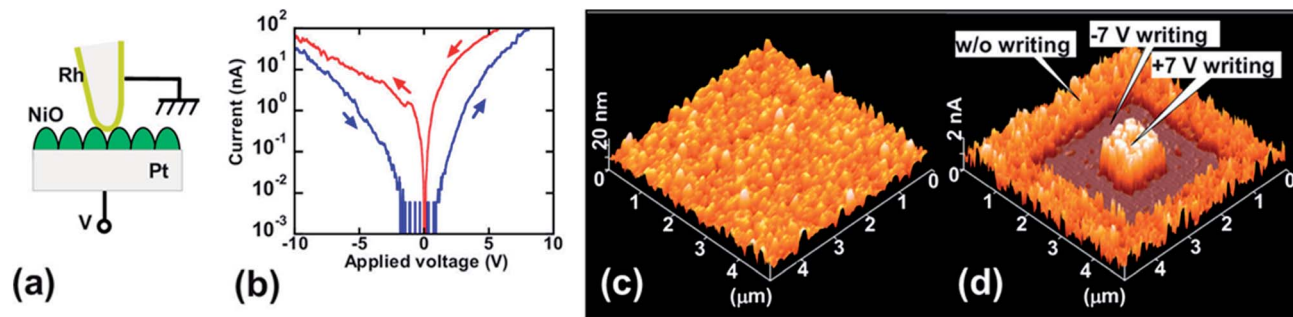 Rh
NiO
Pt
V
(a)
Current (nA)
10²
10¹
10⁰
10⁻¹
10⁻²
10⁻³
-10
-5
0
5
10
Applied voltage (V)
(b)
20 nm
0
1
2
3
4
0
1
2
3
4
(μm)
(c)
w/o writing
-7 V writing
+7 V writing
2 nA
0
1
2
3
4
0
1
2
3
4
(μm)
(d)